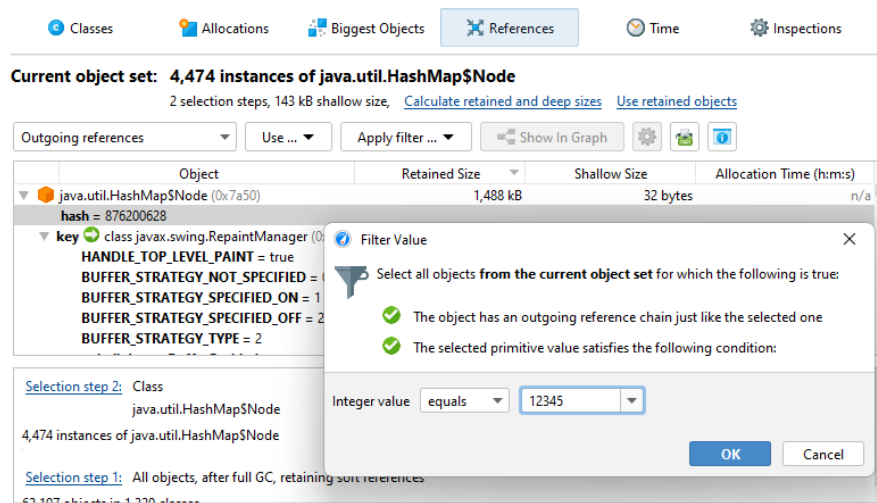 Classes Allocations Biggest Objects References Time Inspections
Current object set: 4,474 instances of java.util.HashMap$Node
2 selection steps, 143 kB shallow size, Calculate retained and deep sizes Use retained objects
Outgoing references Use ... Apply filter ... Show In Graph
Object Retained Size Shallow Size Allocation Time (h:m:s)
java.util.HashMap$Node (0x7a50) 1,488 kB 32 bytes n/a
hash = 876200628
key class javax.swing.RepaintManager
HANDLE_TOP_LEVEL_PAINT = true
BUFFER_STRATEGY_NOT_SPECIFIED =
BUFFER_STRATEGY_SPECIFIED_ON = 1
BUFFER_STRATEGY_SPECIFIED_OFF = 2
BUFFER_STRATEGY_TYPE = 2
Filter Value
Select all objects from the current object set for which the following is true:
The object has an outgoing reference chain just like the selected one
The selected primitive value satisfies the following condition:
Integer value equals 12345
OK Cancel
Selection step 2: Class
java.util.HashMap$Node
4,474 instances of java.util.HashMap$Node
Selection step 1: All objects, after full GC, retaining soft references